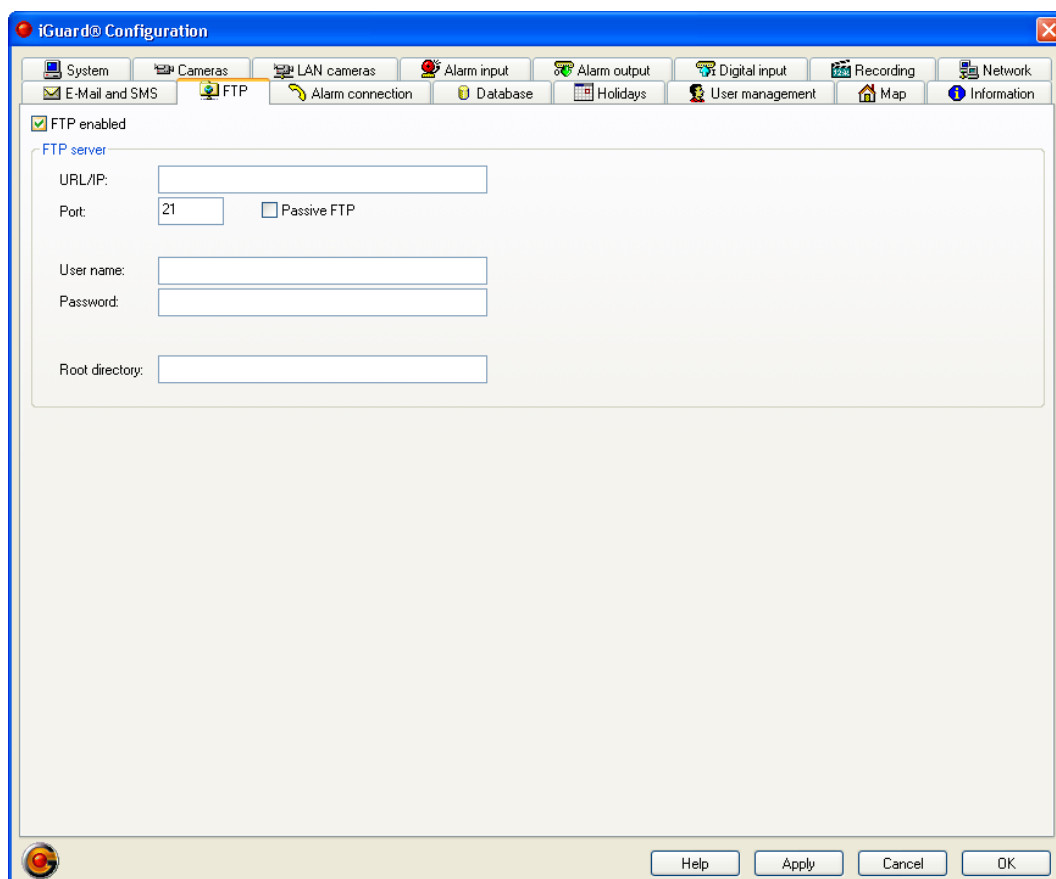 iGuard® Configuration
System Cameras LAN cameras Alarm input Alarm output Digital input Recording Network
E-Mail and SMS FTP Alarm connection Database Holidays User management Map Information
FTP enabled
FTP server
URL/IP:
Port: 21 Passive FTP
User name:
Password:
Root directory:
Help Apply Cancel OK